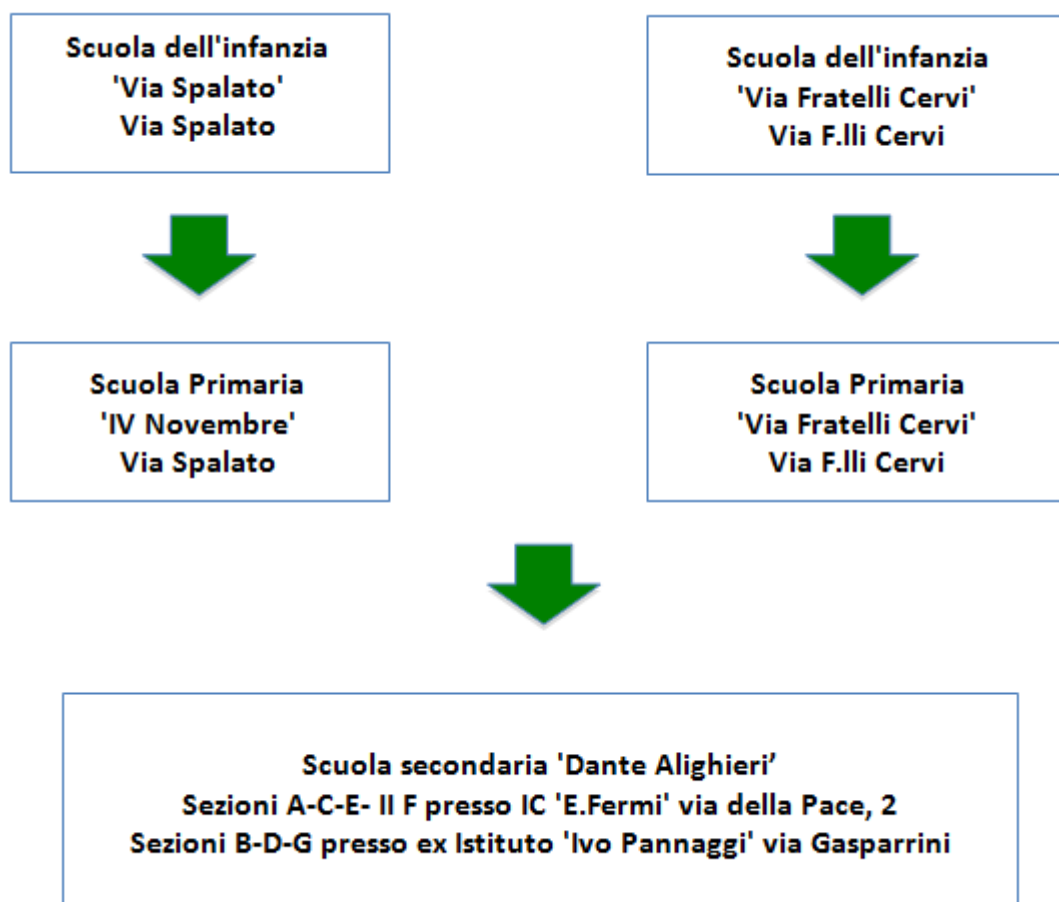 Scuola dell'infanzia
'Via Spalato'
Via Spalato
Scuola dell'infanzia
'Via Fratelli Cervi'
Via F.lli Cervi
Scuola Primaria
'IV Novembre'
Via Spalato
Scuola Primaria
'Via Fratelli Cervi'
Via F.lli Cervi
Scuola secondaria 'Dante Alighieri’
Sezioni A-C-E- II F presso IC 'E.Fermi' via della Pace, 2
Sezioni B-D-G presso ex Istituto 'Ivo Pannaggi' via Gasparrini